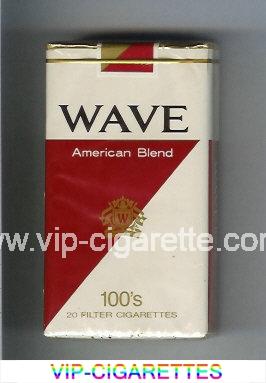 WAVE
American Blend
W
www.vip-cigarette.com
100's
20 FILTER CIGARETTES
VIP-CIGARETTES